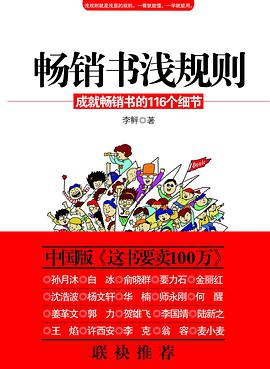 浅规则就是浅显的规则,一看就能懂,一学就能用。
畅销书浅规则
成就畅销书的116个细节
李鲆◎著
Book
中国版《这书要卖100万》
◎孙月沐◎白 冰◎俞晓群◎要力石◎金丽红
◎沈浩波◎杨文轩◎华 楠◎师永刚◎何 醒
◎姜革文◎郭 力◎贺雄飞◎李国靖◎陆新之
◎王 焰◎许西安◎李 克◎翁 容◎麦小麦
联袂推荐